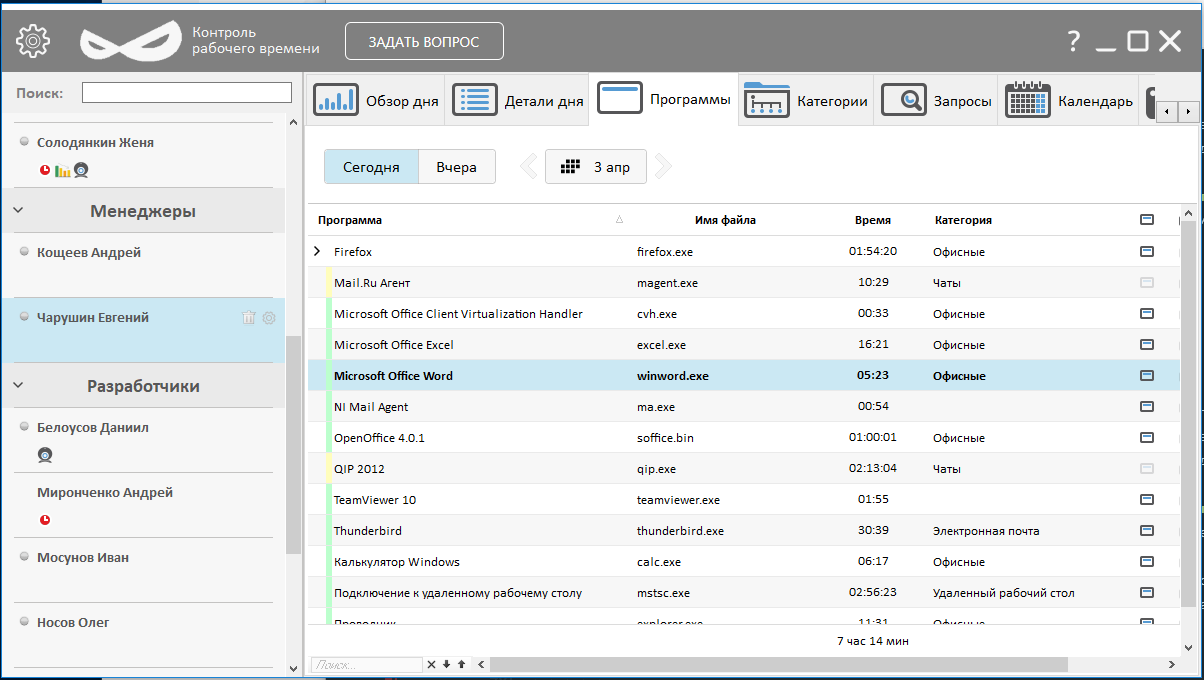 Контроль
рабочего времени
ЗАДАТЬ ВОПРОС
?
Поиск:
Солодянкин Женя
Менеджеры
Кощеев Андрей
Чарушин Евгений
Разработчики
Белоусов Даниил
Миронченко Андрей
Мосунов Иван
Носов Олег
Обзор дня Детали дня Программы Категории Запросы Календарь
Сегодня Вчера 3 апр
Программа Имя файла Время Категория
Firefox firefox.exe 01:54:20 Офисные
Mail.Ru Агент magent.exe 10:29 Чаты
Microsoft Office Client Virtualization Handler cvh.exe 00:33 Офисные
Microsoft Office Excel excel.exe 16:21 Офисные
Microsoft Office Word winword.exe 05:23 Офисные
NI Mail Agent ma.exe 00:54
OpenOffice 4.0.1 soffice.bin 01:00:01 Офисные
QIP 2012 qip.exe 02:13:04 Чаты
TeamViewer 10 teamviewer.exe 01:55
Thunderbird thunderbird.exe 30:39 Электронная почта
Калькулятор Windows calc.exe 06:17 Офисные
Подключение к удаленному рабочему столу mstsc.exe 02:56:23 Удаленный рабочий стол
Проводник explorer.exe 11:31 Офисные
7 час 14 мин
Поиск...